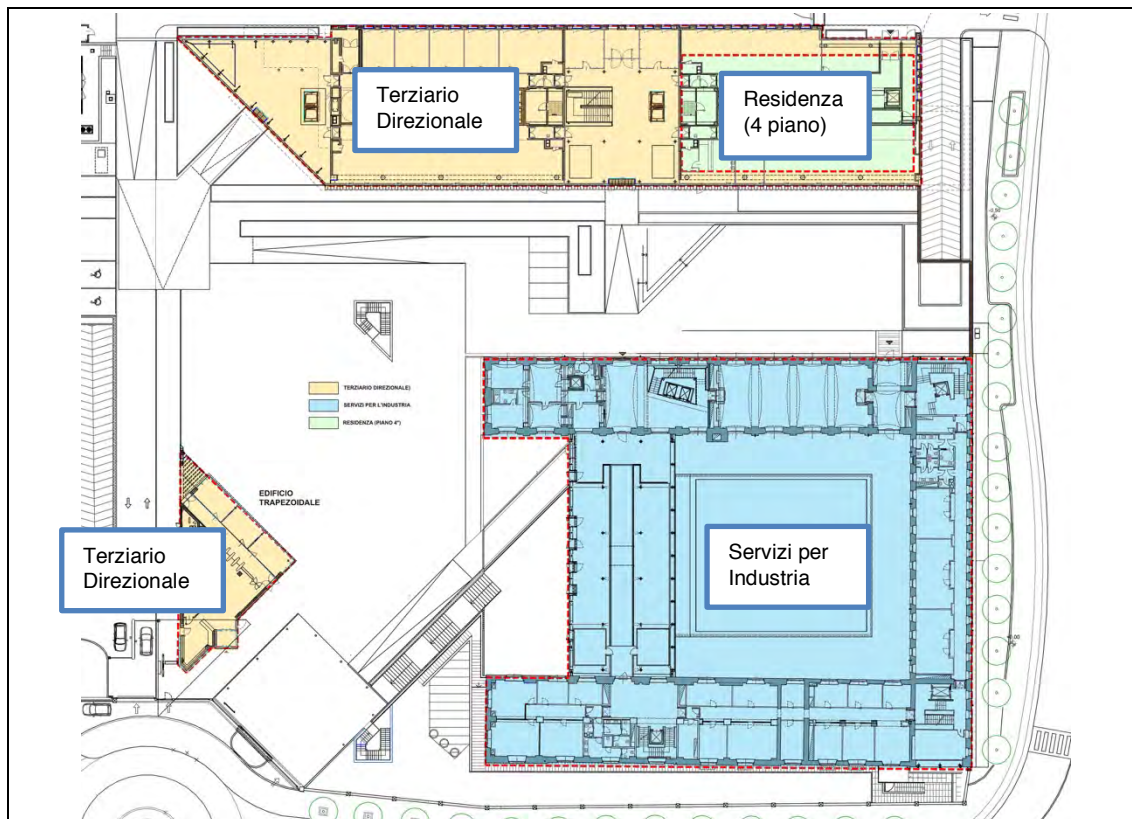 Terziario
Direzionale
Residenza
(4 piano)
TERZIARIO DIREZIONALE)
SERVIZI PER L'INDUSTRIA
RESIDENZA (PIANO 4°)
EDIFICIO
TRAPEZOIDALE
Terziario
Direzionale
Servizi per
Industria